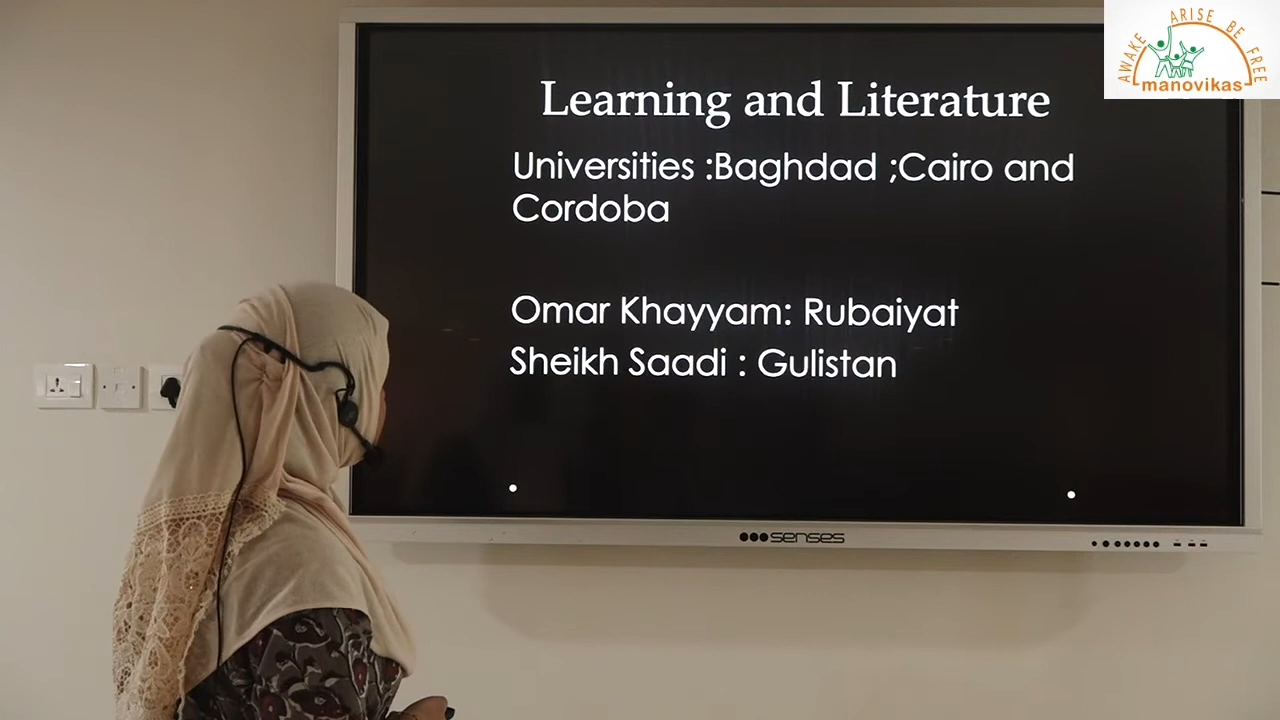 AWAKE ARISE BE FREE
manovikas
Learning and Literature
Universities :Baghdad ;Cairo and
Cordoba
Omar Khayyam: Rubaiyat
Sheikh Saadi : Gulistan
senses